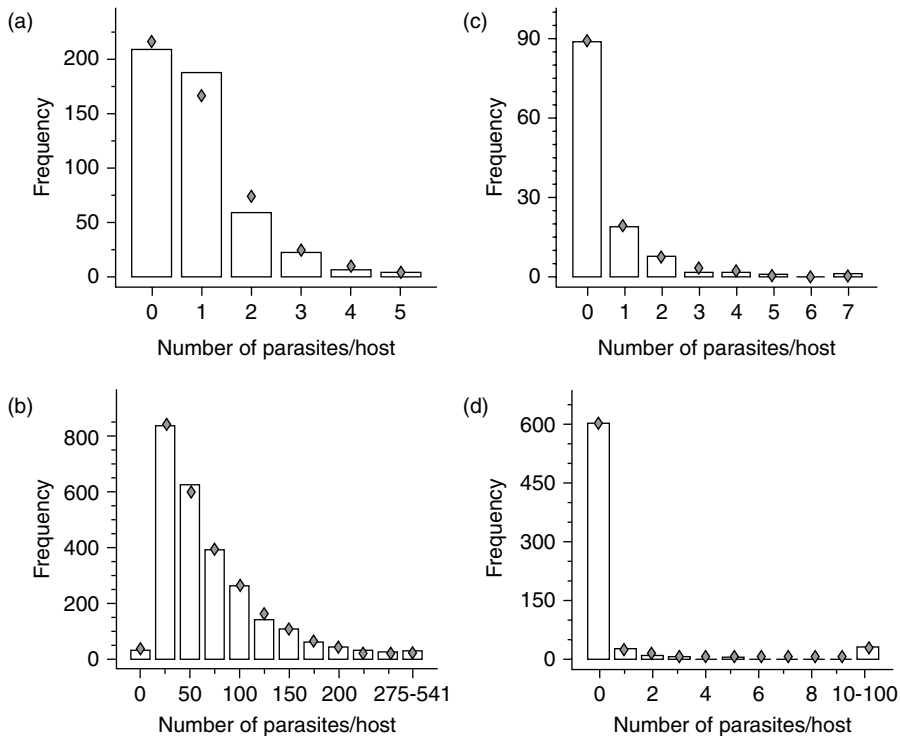 (a)
200
150
100
50
0
Frequency
0 1 2 3 4 5
Number of parasites/host
(c)
90
60
30
0
Frequency
0 1 2 3 4 5 6 7
Number of parasites/host
(b)
800
600
400
200
0
Frequency
0 50 100 150 200 275-541
Number of parasites/host
(d)
600
450
300
150
0
Frequency
0 2 4 6 8 10-100
Number of parasites/host